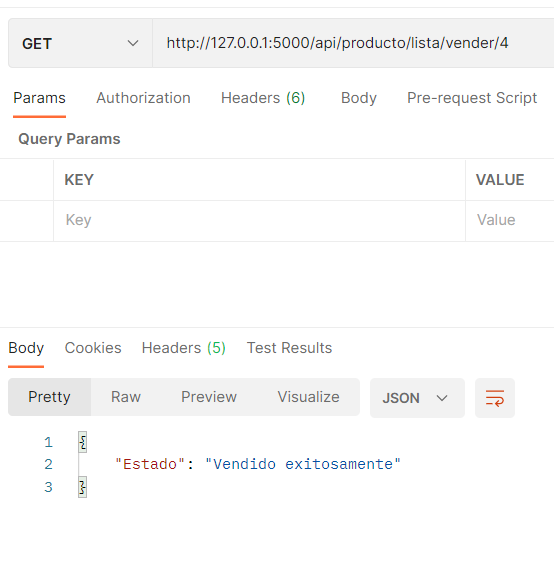 GET http://127.0.0.1:5000/api/producto/lista/vender/4
Params Authorization Headers (6) Body Pre-request Script
Query Params
KEY VALUE
Key Value
Body Cookies Headers (5) Test Results
Pretty Raw Preview Visualize JSON
1 {
2 "Estado": "Vendido exitosamente"
3 }